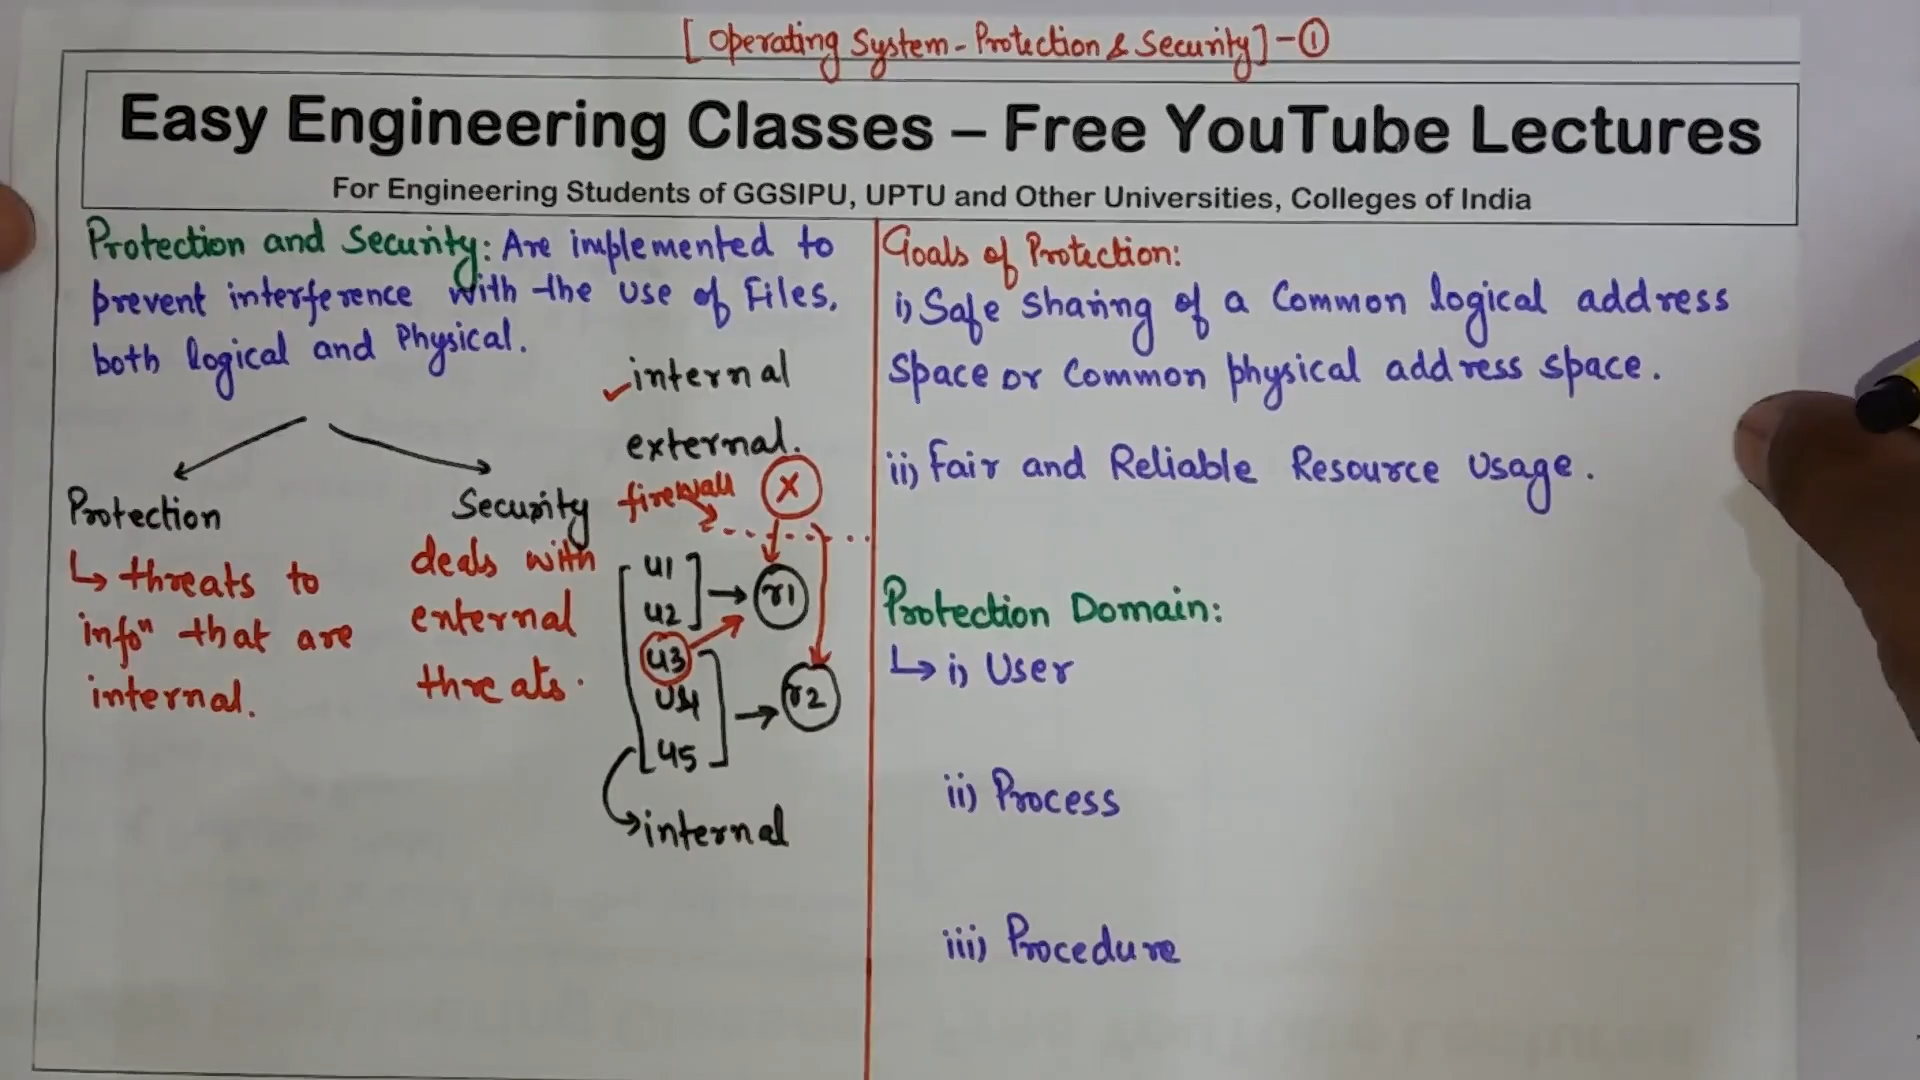 [Operating System - Protection & Security] - ①
Easy Engineering Classes – Free YouTube Lectures
For Engineering Students of GGSIPU, UPTU and Other Universities, Colleges of India
Protection and Security: Are implemented to
prevent interference with the use of Files,
both logical and Physical.
✓internal
external.
Protection
↳ threats to
infoⁿ that are
internal.
Security
deals with
external
threats.
firewall
X
u1
u2
u3
u4
u5
r1
r2
internal
Goals of Protection:
i) Safe sharing of a Common logical address
Space or Common physical address space.
ii) Fair and Reliable Resource Usage.
Protection Domain:
↳ i) User
ii) Process
iii) Procedure